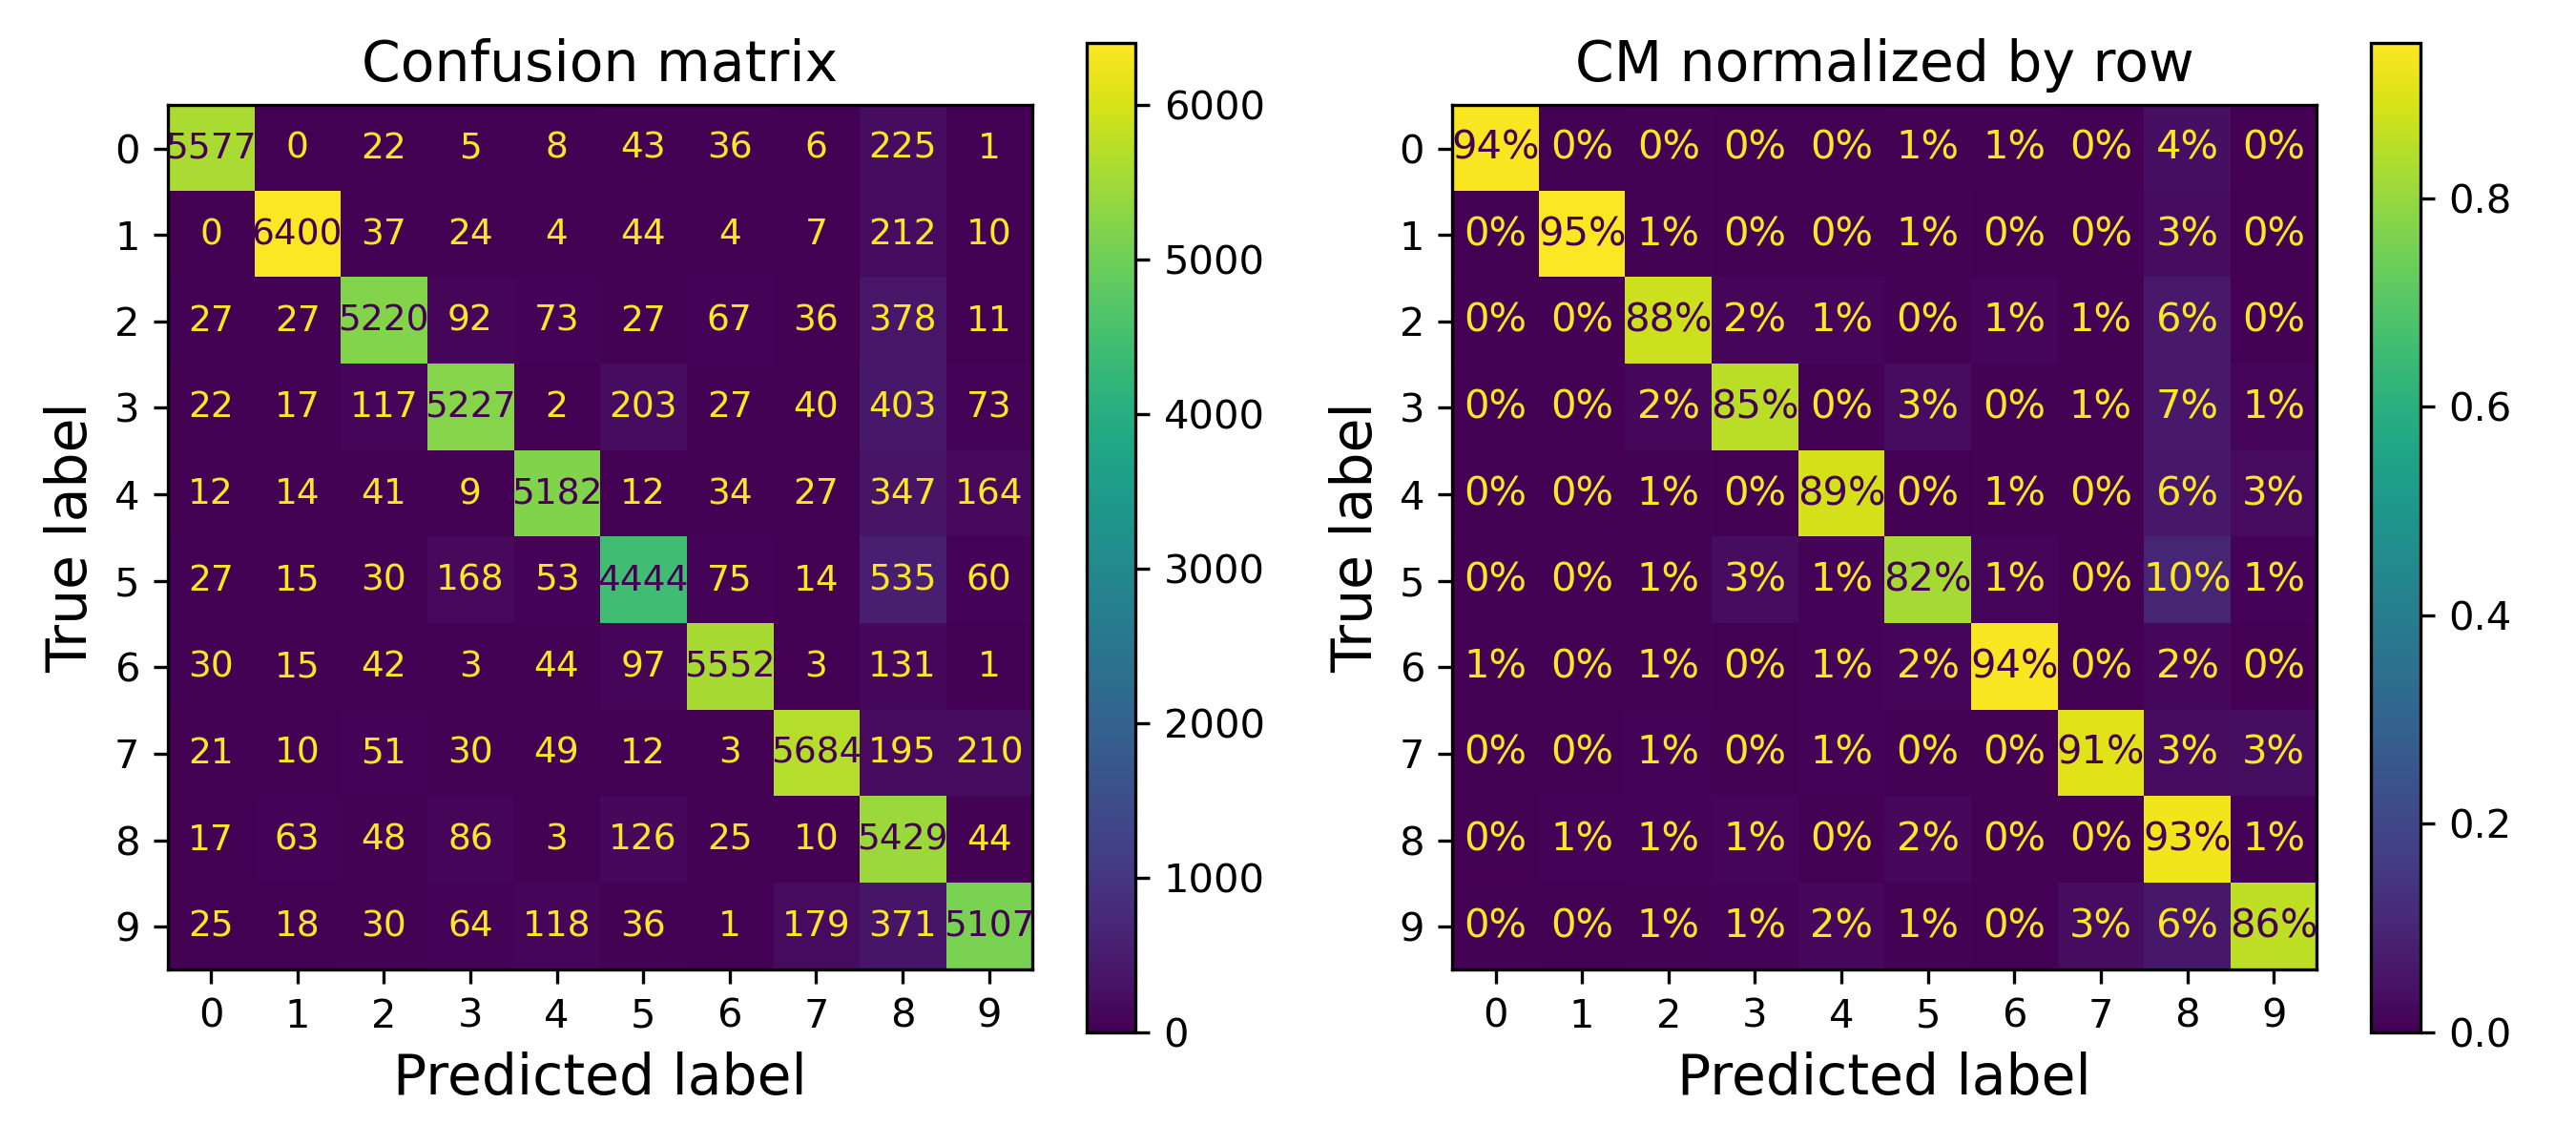 Confusion matrix
0 5577 0 22 5 8 43 36 6 225 1
1 0 6400 37 24 4 44 4 7 212 10
2 27 27 5220 92 73 27 67 36 378 11
3 22 17 117 5227 2 203 27 40 403 73
4 12 14 41 9 5182 12 34 27 347 164
5 27 15 30 168 53 4444 75 14 535 60
6 30 15 42 3 44 97 5552 3 131 1
7 21 10 51 30 49 12 3 5684 195 210
8 17 63 48 86 3 126 25 10 5429 44
9 25 18 30 64 118 36 1 179 371 5107
0 1 2 3 4 5 6 7 8 9
True label
Predicted label
6000
5000
4000
3000
2000
1000
0
CM normalized by row
0 94% 0% 0% 0% 0% 1% 1% 0% 4% 0%
1 0% 95% 1% 0% 0% 1% 0% 0% 3% 0%
2 0% 0% 88% 2% 1% 0% 1% 1% 6% 0%
3 0% 0% 2% 85% 0% 3% 0% 1% 7% 1%
4 0% 0% 1% 0% 89% 0% 1% 0% 6% 3%
5 0% 0% 1% 3% 1% 82% 1% 0% 10% 1%
6 1% 0% 1% 0% 1% 2% 94% 0% 2% 0%
7 0% 0% 1% 0% 1% 0% 0% 91% 3% 3%
8 0% 1% 1% 1% 0% 2% 0% 0% 93% 1%
9 0% 0% 1% 1% 2% 1% 0% 3% 6% 86%
0 1 2 3 4 5 6 7 8 9
True label
Predicted label
0.8
0.6
0.4
0.2
0.0